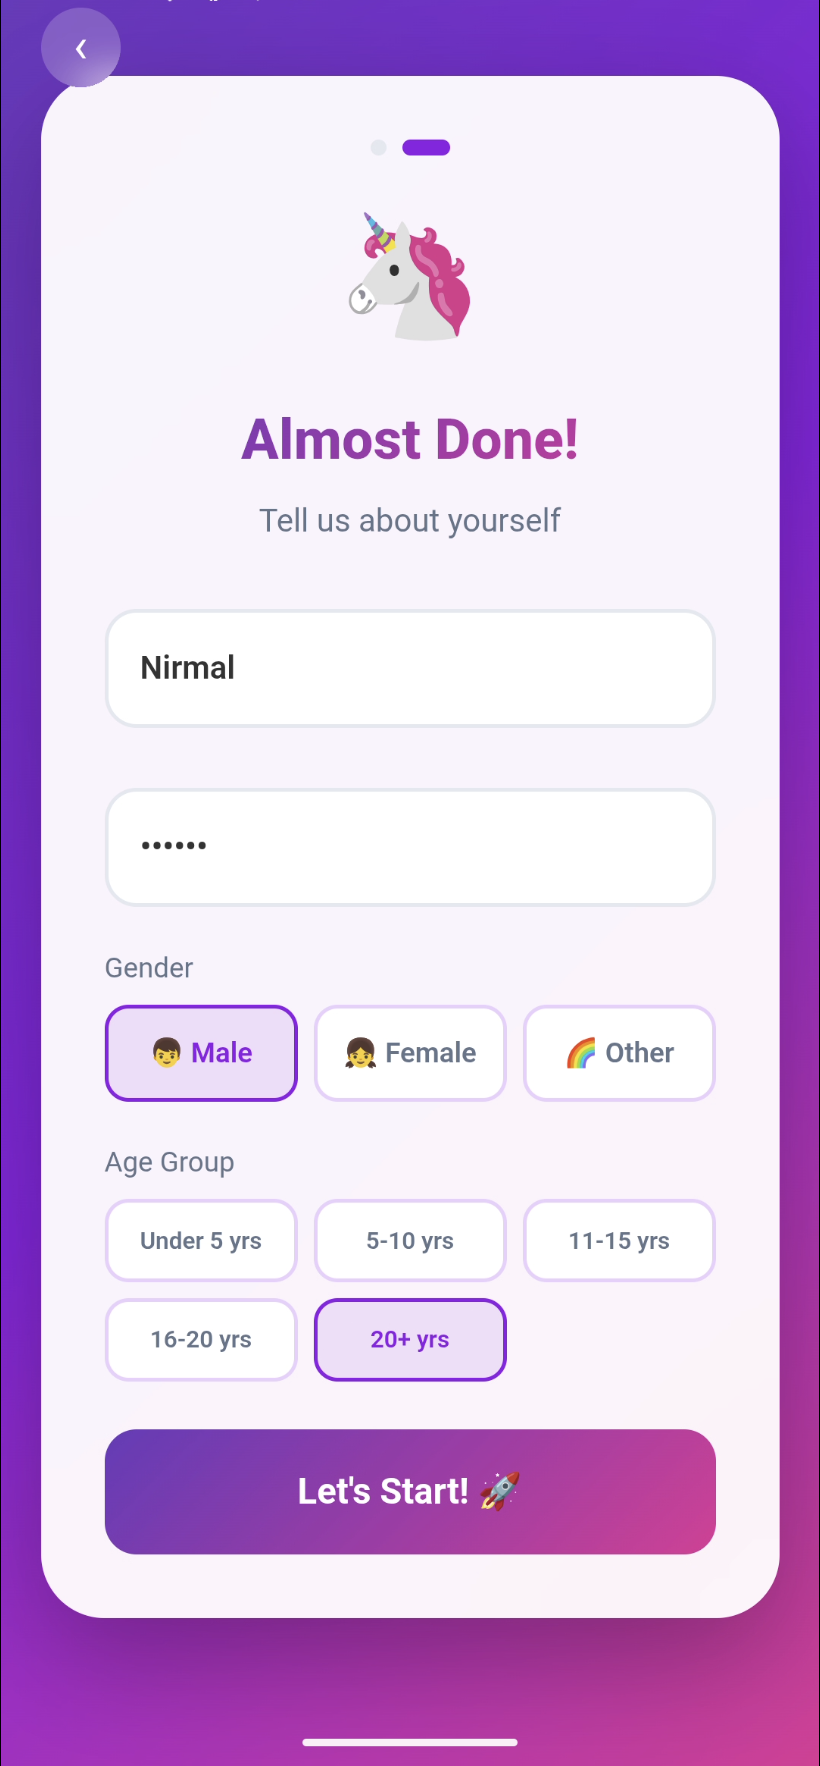 Almost Done!
Tell us about yourself
Nirmal
••••••
Gender
👦 Male
👧 Female
🌈 Other
Age Group
Under 5 yrs
5-10 yrs
11-15 yrs
16-20 yrs
20+ yrs
Let's Start! 🚀